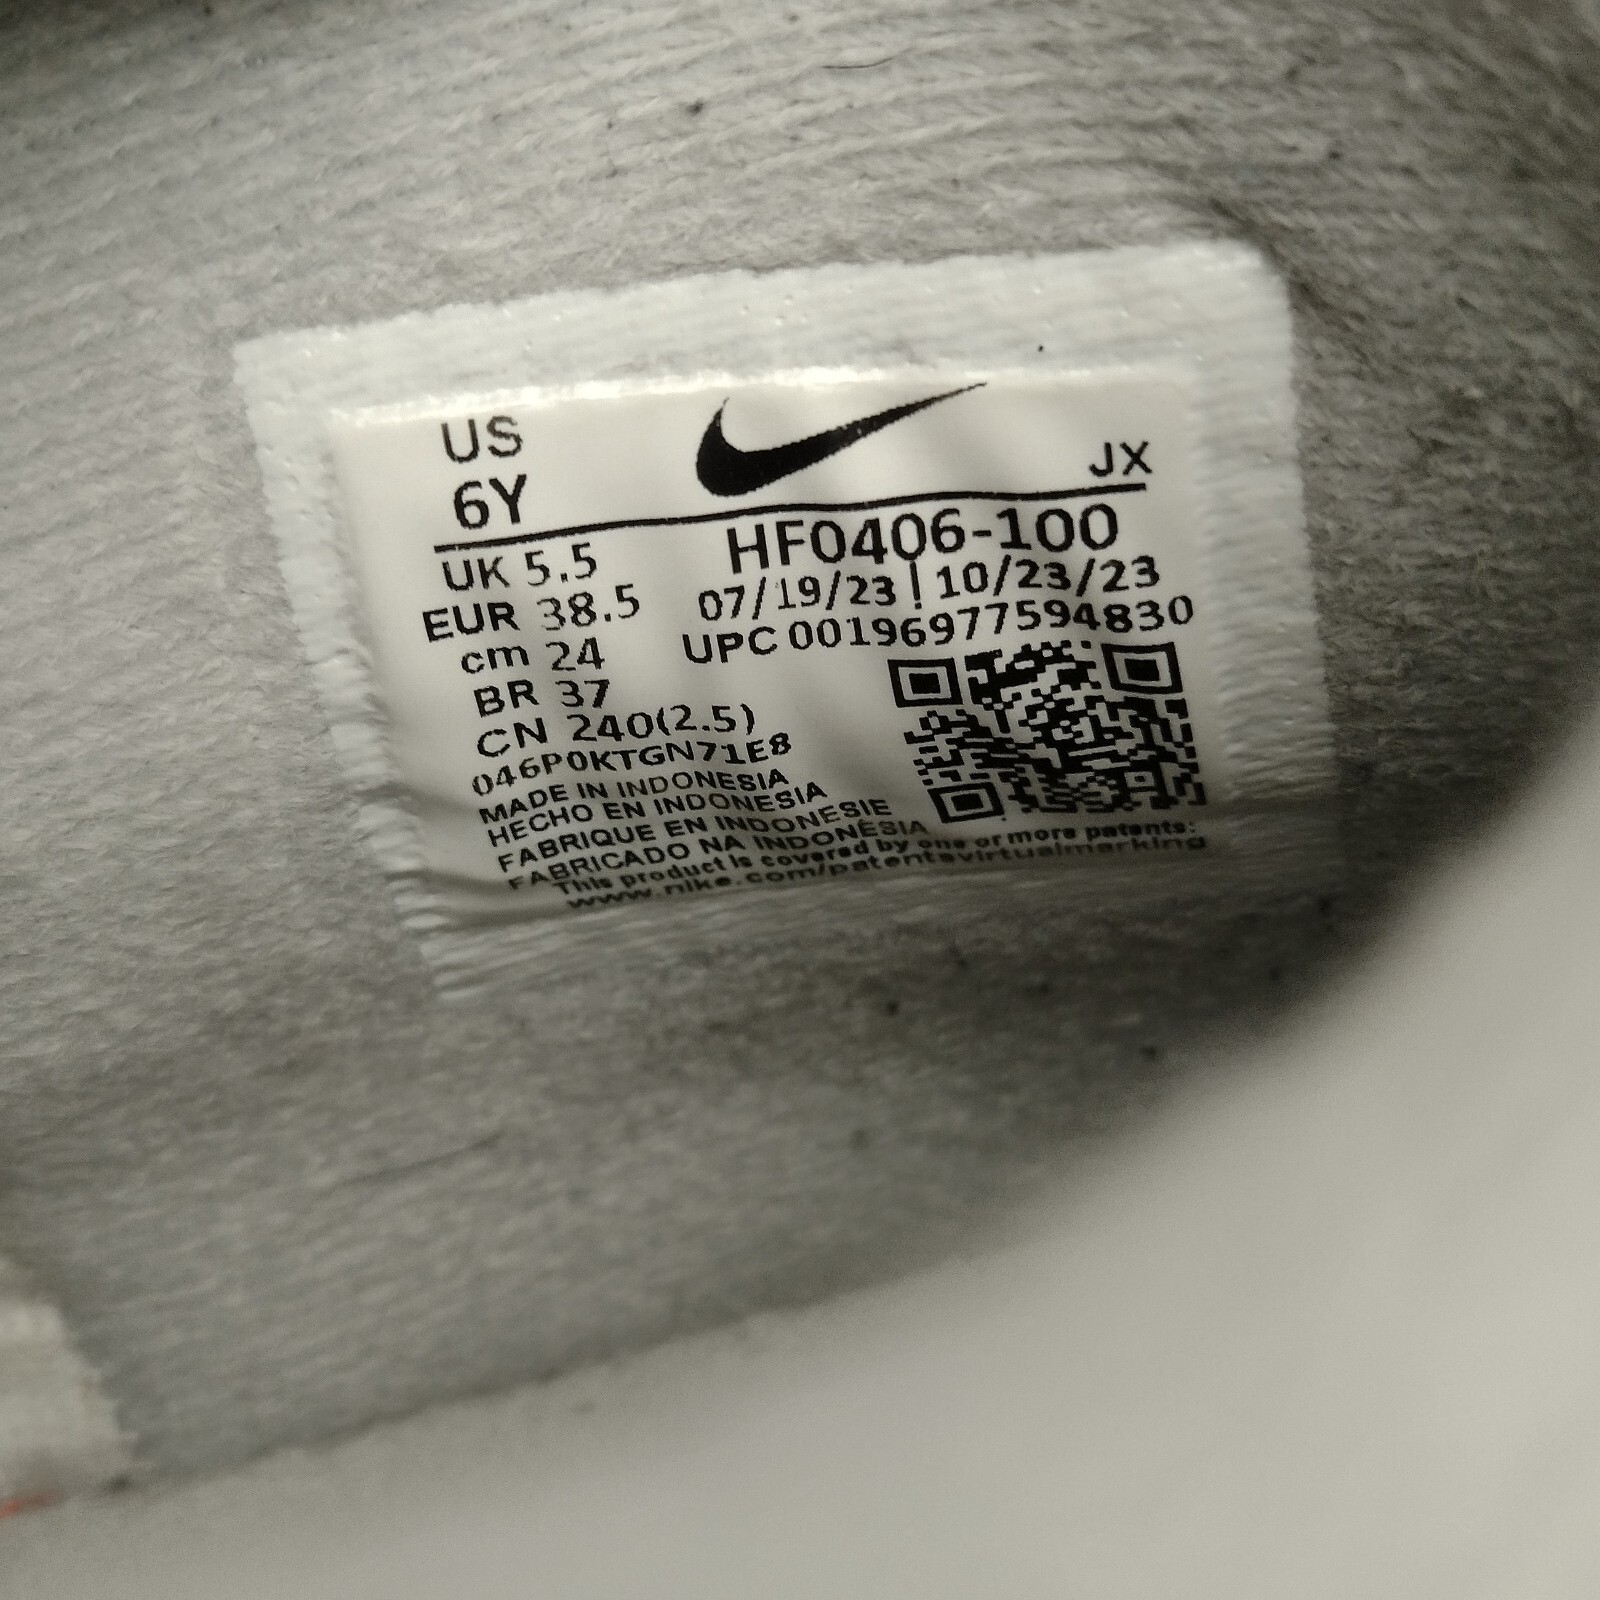 US
6Y
JX
UK 5.5
EUR 38.5
cm 24
BR 37
CN 240(2.5)
HF0406-100
07/19/23 | 10/23/23
UPC 00196977594830
046P0KTGN71E8
MADE IN INDONESIA
HECHO EN INDONESIA
FABRIQUE EN INDONESIE
FABRICADO NA INDONÉSIA
This product is covered by one or more patents:
www.nike.com/patentsvirtualmarking